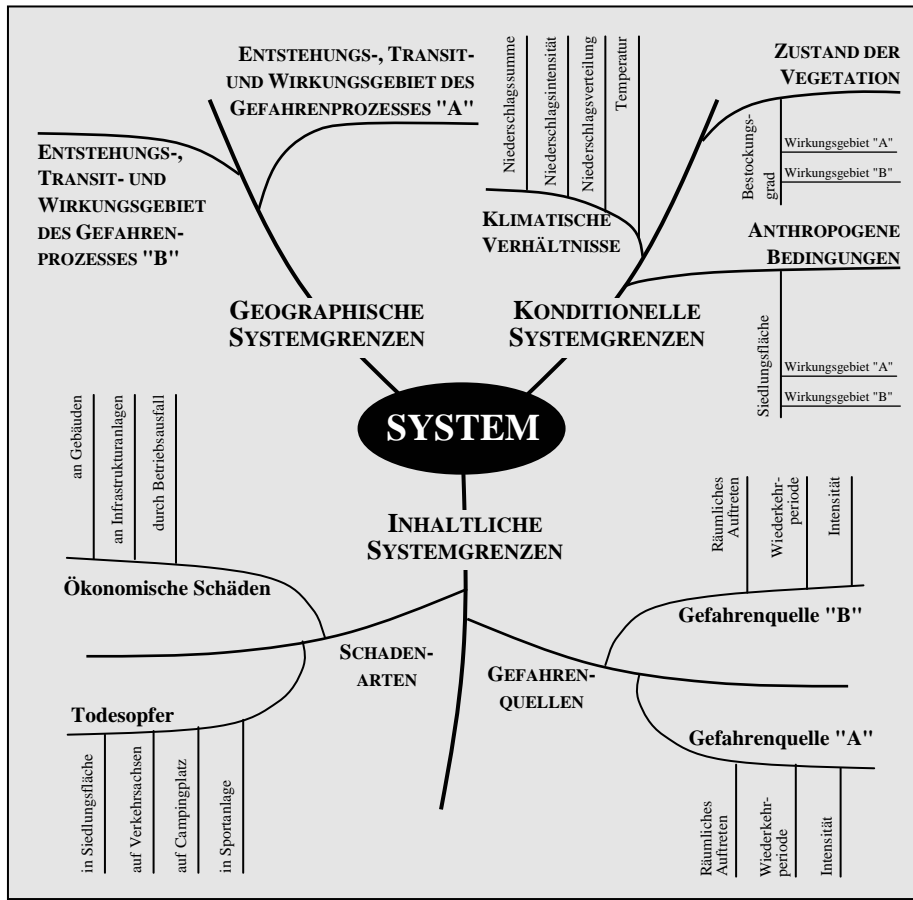 ENTSTEHUNGS-, TRANSIT-
UND WIRKUNGSGEBIET DES
GEFAHRENPROZESSES "A"
ENTSTEHUNGS-,
TRANSIT- UND
WIRKUNGSGEBIET
DES GEFAHREN-
PROZESSES "B"
GEOGRAPHISCHE
SYSTEMGRENZEN
Niederschlagssumme
Niederschlagsintensität
Niederschlagsverteilung
Temperatur
KLIMATISCHE
VERHÄLTNISSE
ZUSTAND DER
VEGETATION
Bestockungs-
grad
Wirkungsgebiet "A"
Wirkungsgebiet "B"
ANTHROPOGENE
BEDINGUNGEN
Siedlungsfläche
Wirkungsgebiet "A"
Wirkungsgebiet "B"
KONDITIONELLE
SYSTEMGRENZEN
SYSTEM
INHALTLICHE
SYSTEMGRENZEN
an Gebäuden
an Infrastrukturanlagen
durch Betriebsausfall
Ökonomische Schäden
SCHADEN-
ARTEN
Todesopfer
in Siedlungsfläche
auf Verkehrsachsen
auf Campingplatz
in Sportanlage
GEFAHREN-
QUELLEN
Räumliches
Auftreten
Wiederkehr-
periode
Intensität
Gefahrenquelle "B"
Gefahrenquelle "A"
Räumliches
Auftreten
Wiederkehr-
periode
Intensität